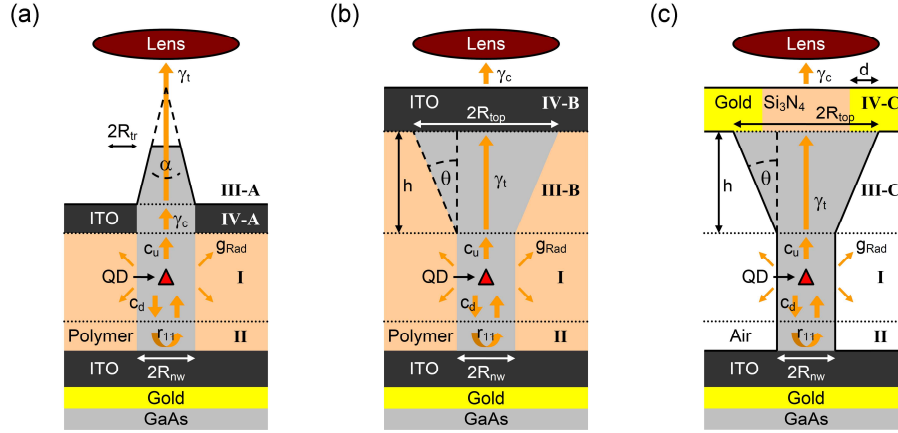 (a)
Lens
γt
2Rtr
α
III-A
ITO
γc
IV-A
cu
gRad
QD
I
cd
Polymer
r11
II
ITO
2Rnw
Gold
GaAs
(b)
Lens
γc
ITO
IV-B
2Rtop
h
θ
III-B
γt
cu
gRad
QD
I
cd
Polymer
r11
II
ITO
2Rnw
Gold
GaAs
(c)
Lens
γc
d
Gold
Si3N4
IV-C
2Rtop
h
θ
III-C
γt
cu
gRad
QD
I
cd
Air
r11
II
ITO
2Rnw
Gold
GaAs